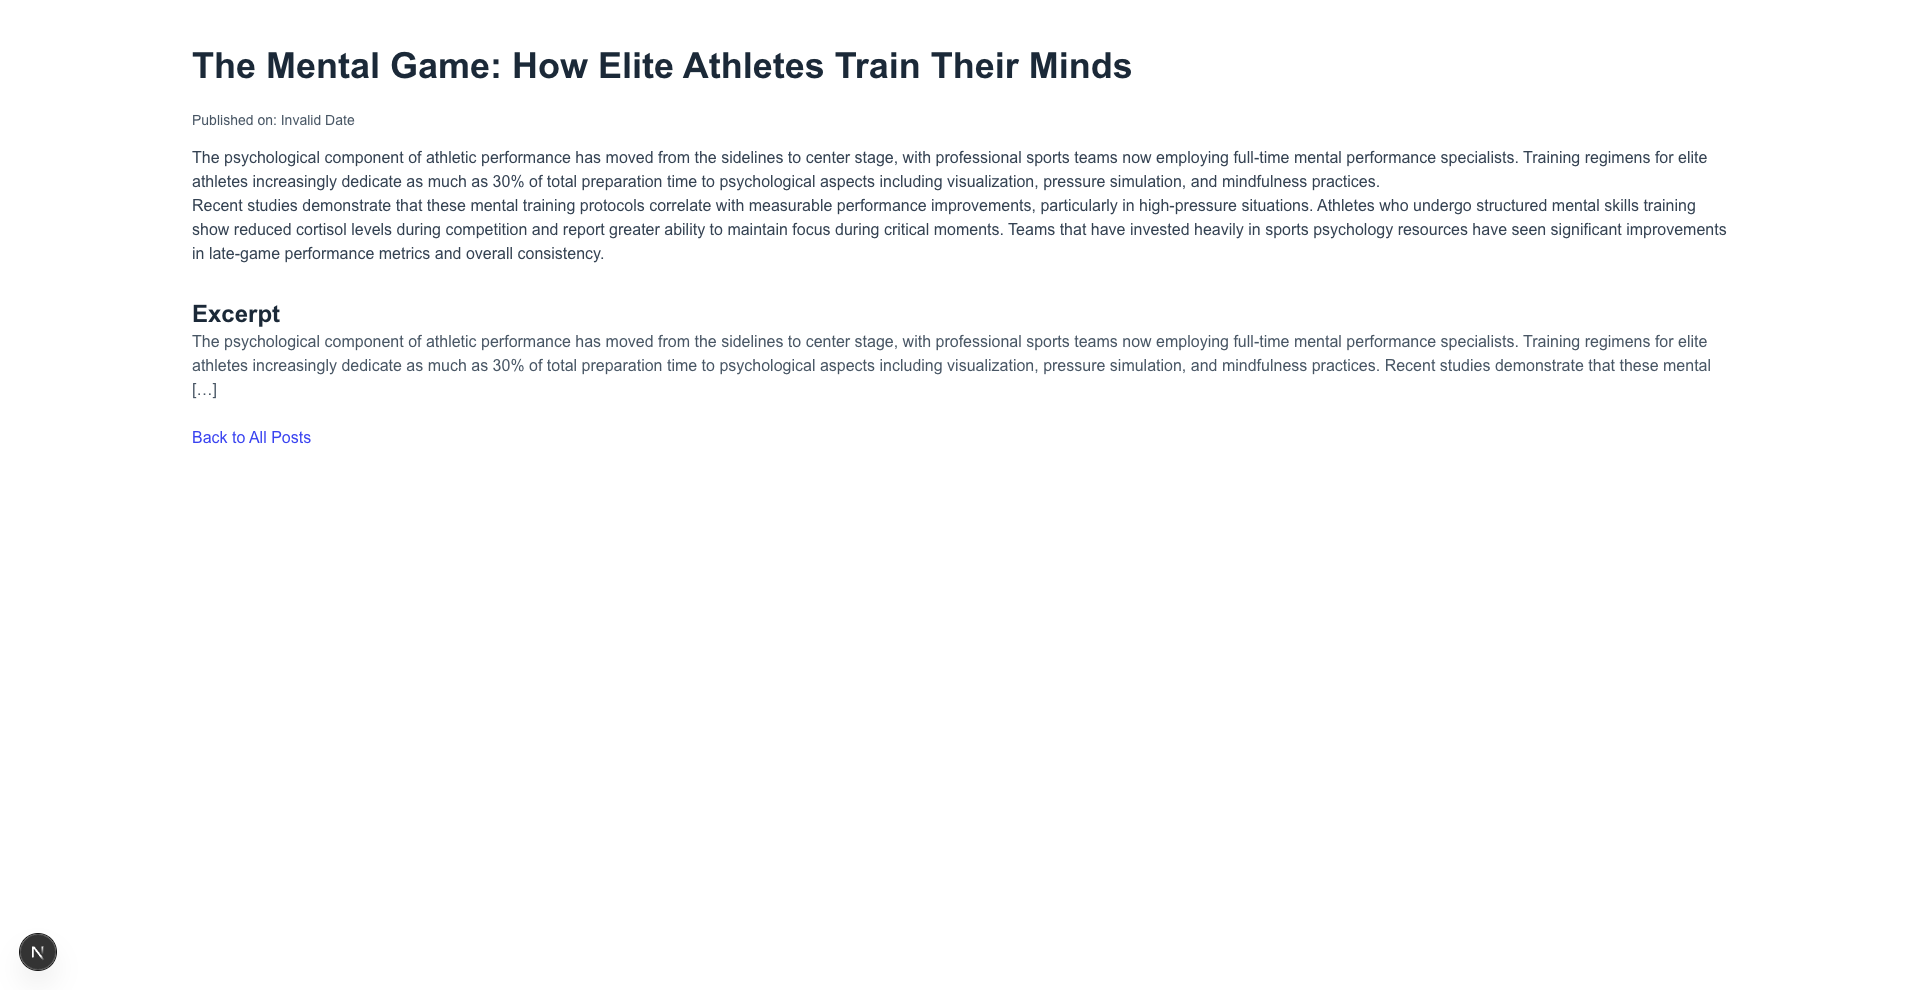 The Mental Game: How Elite Athletes Train Their Minds
Published on: Invalid Date
The psychological component of athletic performance has moved from the sidelines to center stage, with professional sports teams now employing full-time mental performance specialists. Training regimens for elite
athletes increasingly dedicate as much as 30% of total preparation time to psychological aspects including visualization, pressure simulation, and mindfulness practices.
Recent studies demonstrate that these mental training protocols correlate with measurable performance improvements, particularly in high-pressure situations. Athletes who undergo structured mental skills training
show reduced cortisol levels during competition and report greater ability to maintain focus during critical moments. Teams that have invested heavily in sports psychology resources have seen significant improvements
in late-game performance metrics and overall consistency.
Excerpt
The psychological component of athletic performance has moved from the sidelines to center stage, with professional sports teams now employing full-time mental performance specialists. Training regimens for elite
athletes increasingly dedicate as much as 30% of total preparation time to psychological aspects including visualization, pressure simulation, and mindfulness practices. Recent studies demonstrate that these mental
[…]
Back to All Posts
N